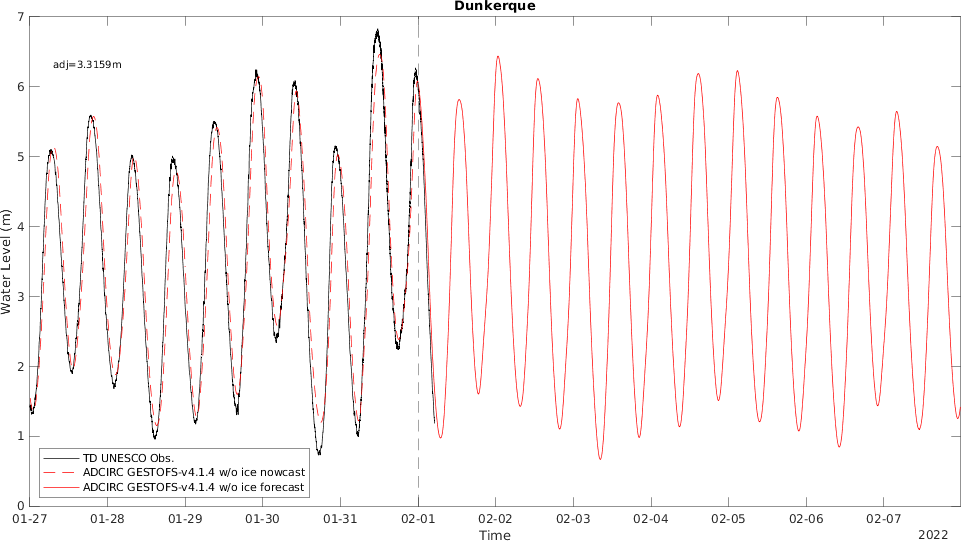 Dunkerque
7
adj=3.3159m
6
5
4
Water Level (m)
3
2
1
TD UNESCO Obs.
ADCIRC GESTOFS-v4.1.4 w/o ice nowcast
ADCIRC GESTOFS-v4.1.4 w/o ice forecast
0
01-27 01-28 01-29 01-30 01-31 02-01 02-02 02-03 02-04 02-05 02-06 02-07
Time
2022